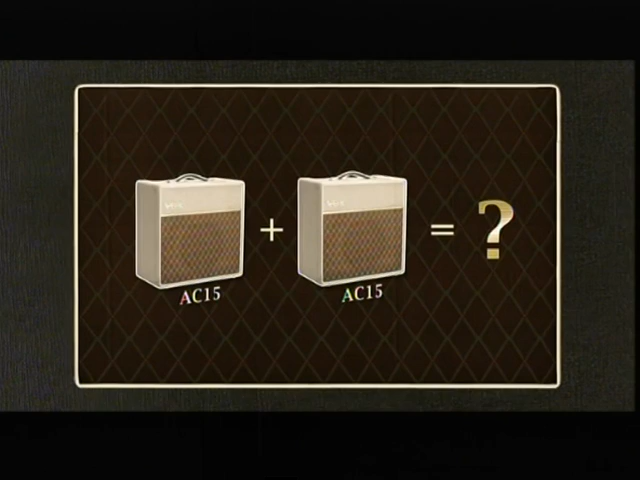 AC15 + AC15 = ?